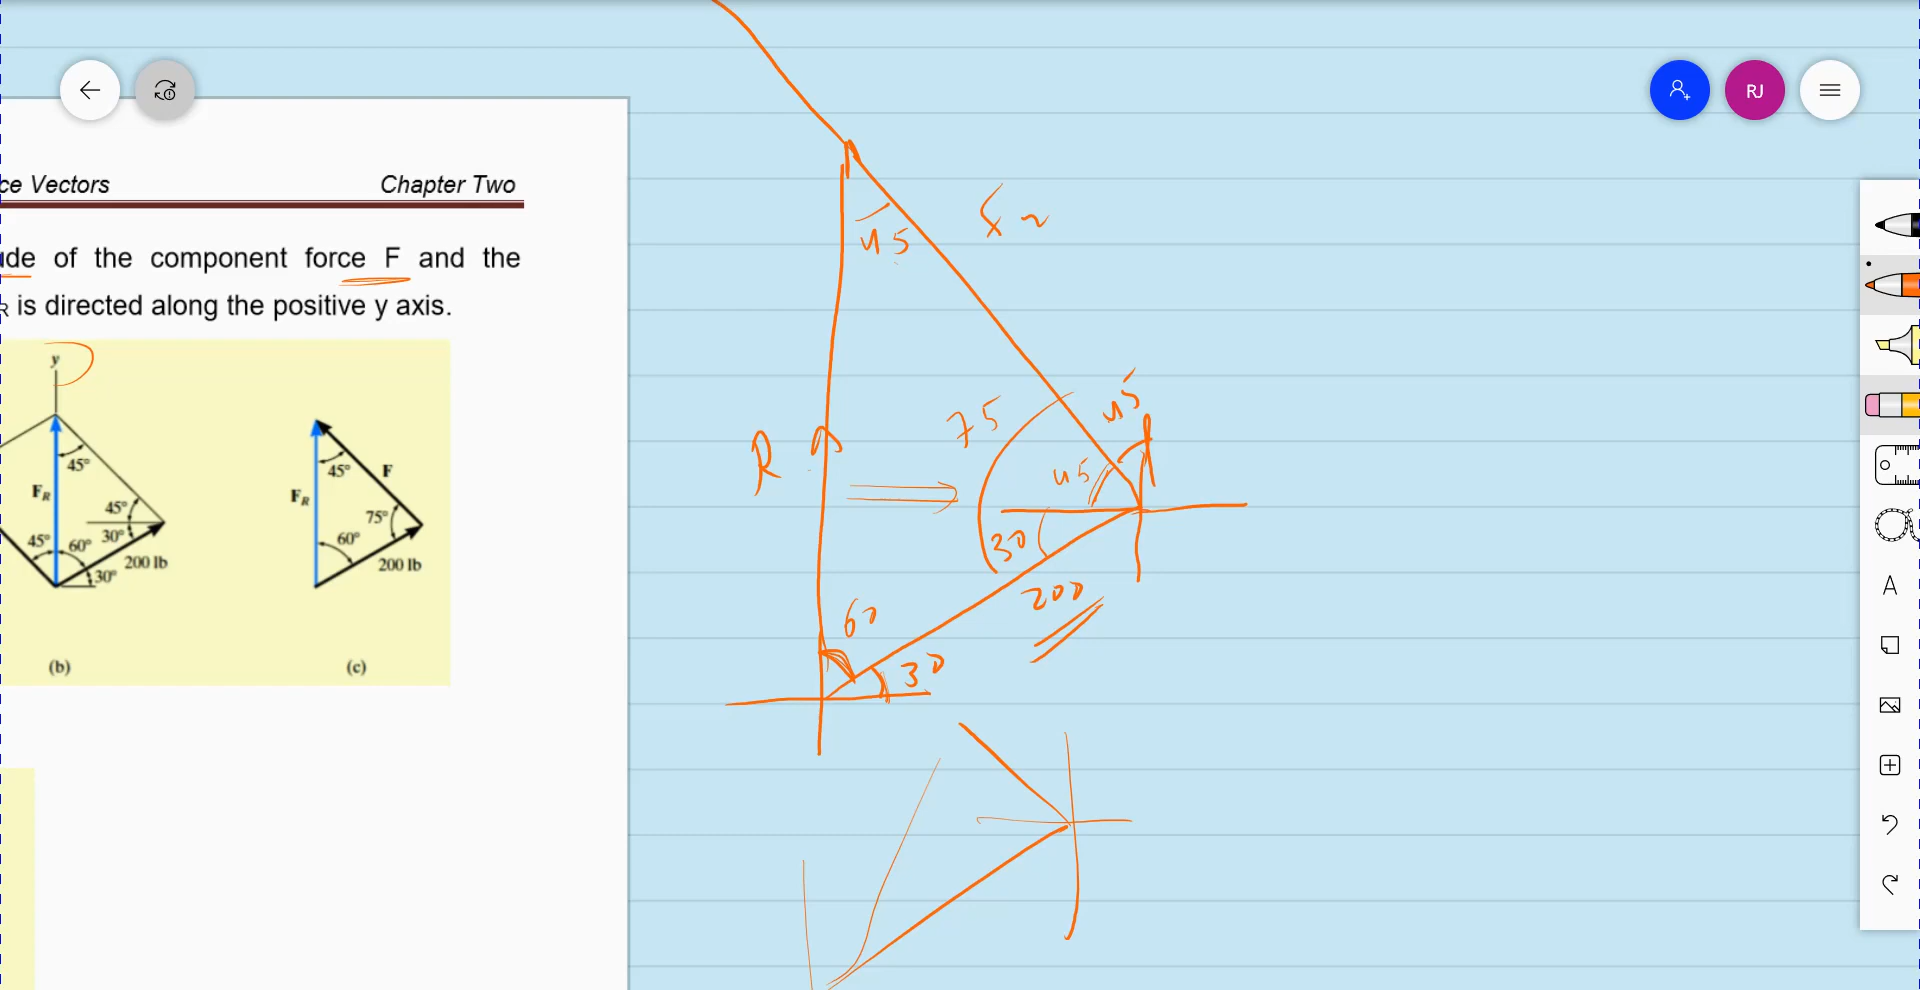 RJ
ce Vectors Chapter Two
ude of the component force F and the
R is directed along the positive y axis.
y
45°
F_R
45°
45° 60° 30°
200 lb
30°
(b)
45° F
F_R
75°
60°
200 lb
(c)
45
75
45
45
R
30
200
60
30
A